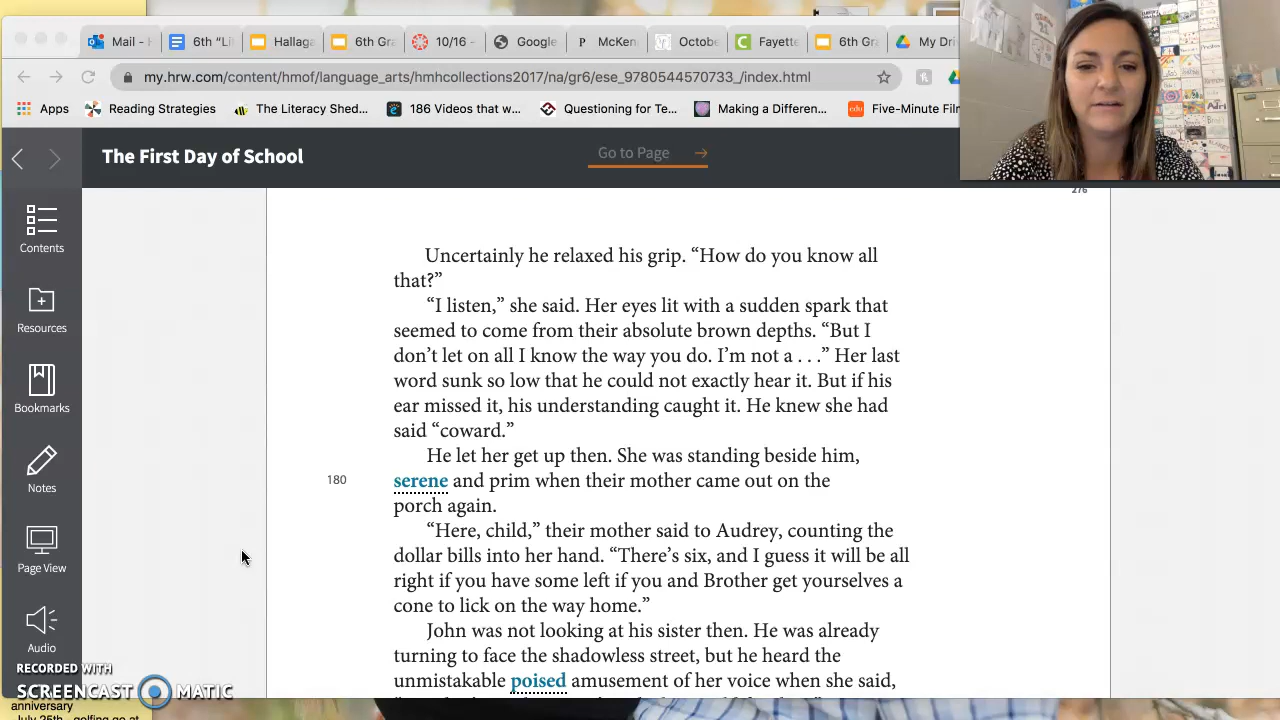 Mail - H
6th "Li
Hallaga
6th Gra
10/
Google
McKen
Octobe
Fayette
6th Gra
My Dri
my.hrw.com/content/hmof/language_arts/hmhcollections2017/na/gr6/ese_9780544570733_/index.html
Apps
Reading Strategies
The Literacy Shed...
186 Videos that w...
Questioning for Te...
Making a Differen...
Five-Minute Fil
The First Day of School
Go to Page
276
Contents
Resources
Bookmarks
Notes
Page View
Audio
Uncertainly he relaxed his grip. “How do you know all
that?”
“I listen,” she said. Her eyes lit with a sudden spark that
seemed to come from their absolute brown depths. “But I
don’t let on all I know the way you do. I’m not a . . .” Her last
word sunk so low that he could not exactly hear it. But if his
ear missed it, his understanding caught it. He knew she had
said “coward.”
He let her get up then. She was standing beside him,
180
serene and prim when their mother came out on the
porch again.
“Here, child,” their mother said to Audrey, counting the
dollar bills into her hand. “There’s six, and I guess it will be all
right if you have some left if you and Brother get yourselves a
cone to lick on the way home.”
John was not looking at his sister then. He was already
turning to face the shadowless street, but he heard the
unmistakable poised amusement of her voice when she said,
RECORDED WITH
SCREENCAST MATIC
anniversary
July 25th - golfing go at